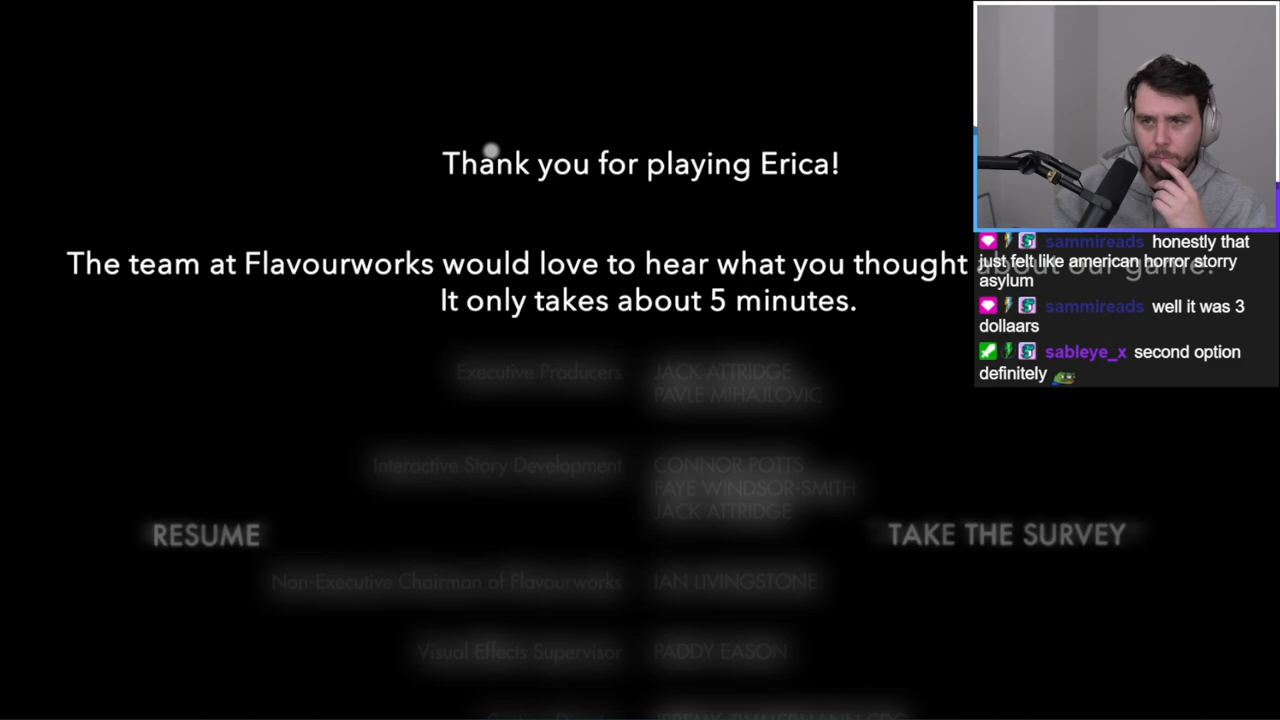 Thank you for playing Erica!
The team at Flavourworks would love to hear what you thought about our game.
It only takes about 5 minutes.
Executive Producers JACK ATTRIDGE
PAVLE MIHAJLOVIC
Interactive Story Development CONNOR POTTS
FAYE WINDSOR-SMITH
JACK ATTRIDGE
RESUME
TAKE THE SURVEY
Non-Executive Chairman of Flavourworks IAN LIVINGSTONE
Visual Effects Supervisor PADDY EASON
sammireads honestly that
just felt like american horror storry
asylum
sammireads well it was 3
dollaars
sableye_x second option
definitely